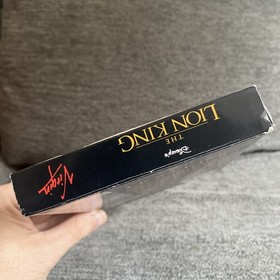 Disney's
THE
LION KING
Virgin